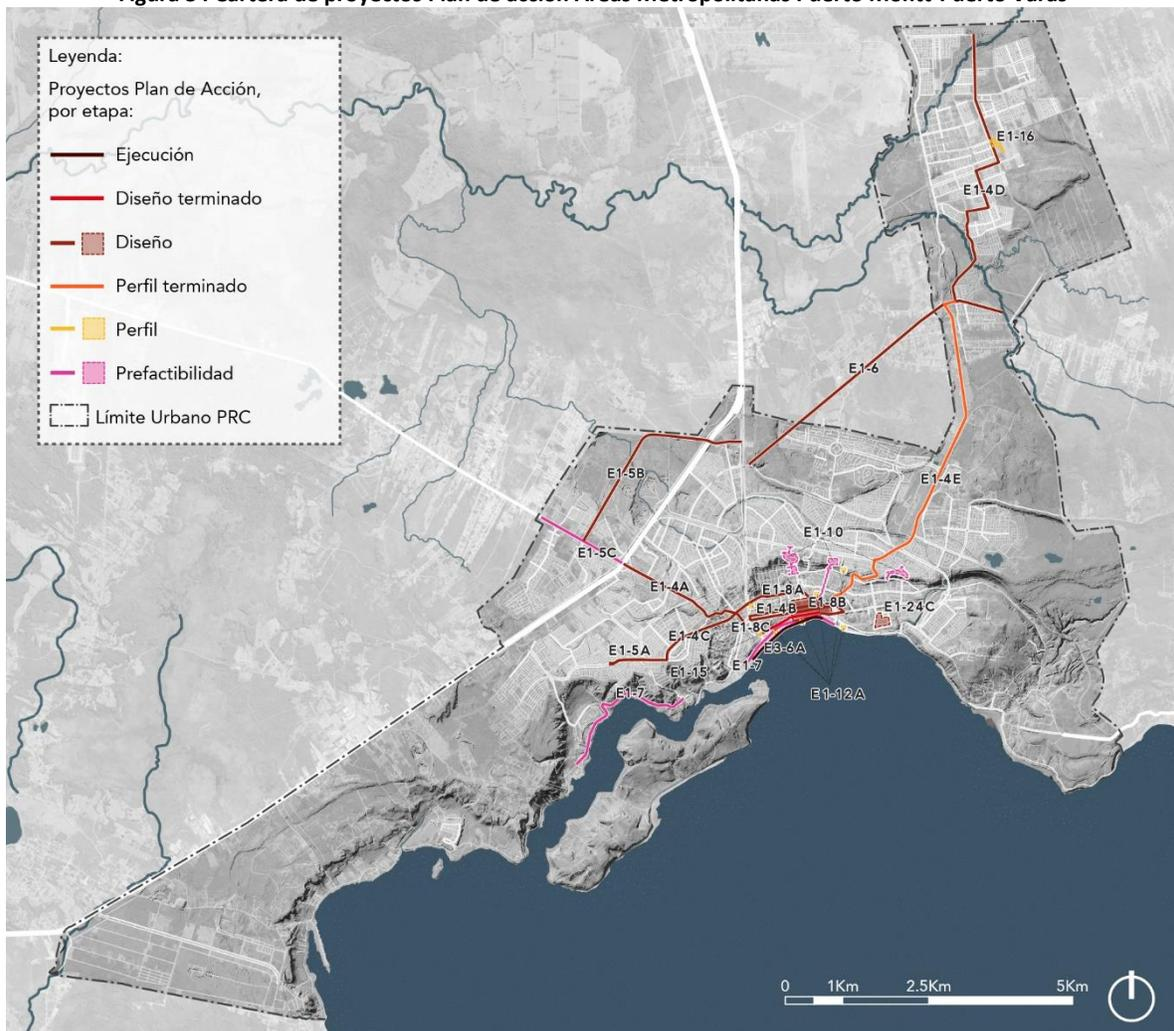 Figura 3 . Cartera de proyectos Plan de acción Áreas Metropolitanas Puerto Montt-Puerto Varas
Leyenda:
Proyectos Plan de Acción,
por etapa:
Ejecución
Diseño terminado
Diseño
Perfil terminado
Perfil
Prefactibilidad
Límite Urbano PRC
E1-16
E1-4D
E1-6
E1-4E
E1-5B
E1-10
E1-5C
E1-4A
E1-8A
E1-4B
E1-8B
E1-24C
E1-8C
E1-4C
E3-6A
E1-5A
E1-7
E1-15
E1-7
E1-12A
0 1Km 2.5Km 5Km